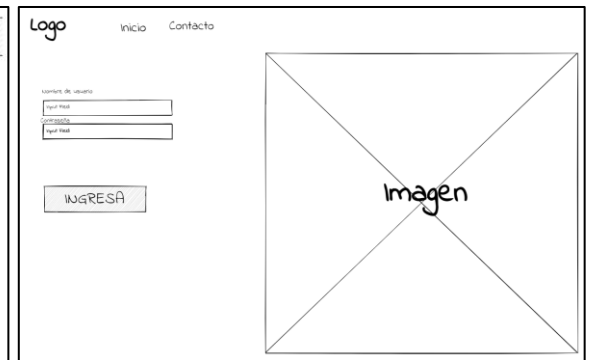 Logo
Inicio
Contacto
Nombre de usuario
input field
Contraseña
input field
INGRESA
Imagen